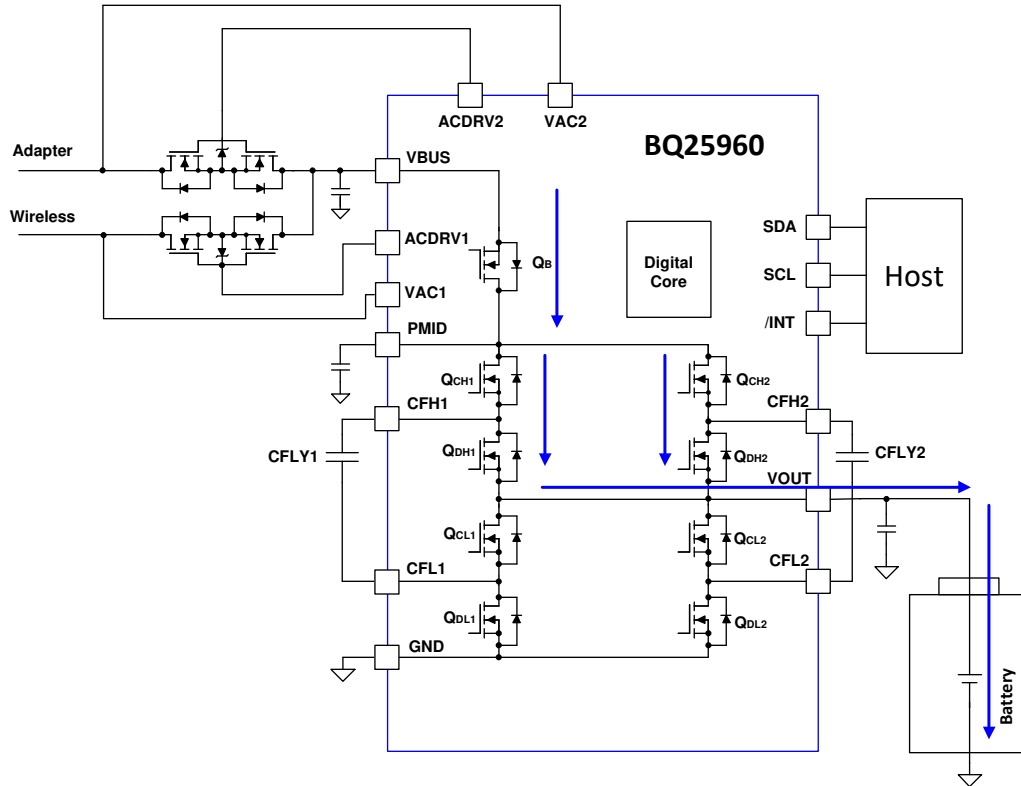 ACDRV2
VAC2
BQ25960
Adapter
VBUS
Wireless
SDA
ACDRV1
QB
Digital
Core
SCL
Host
VAC1
/INT
PMID
QCH1
QCH2
CFH1
CFH2
CFLY1
QDH1
QDH2
CFLY2
VOUT
QCL1
QCL2
CFL1
CFL2
QDL1
QDL2
GND
Battery